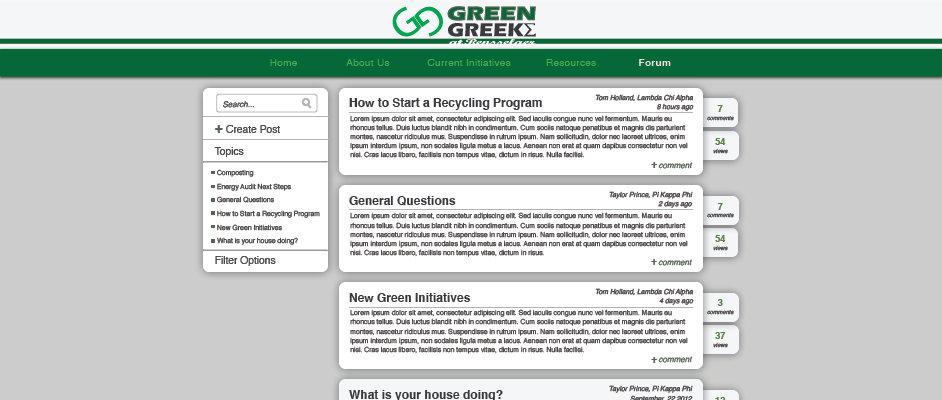 GREEN
GREEKΣ
at Rensselaer
Home About Us Current Initiatives Resources Forum
Search...
+ Create Post
Topics
Composting
Energy Audit Next Steps
General Questions
How to Start a Recycling Program
New Green Initiatives
What is your house doing?
Filter Options
How to Start a Recycling Program
Tom Holland, Lambda Chi Alpha
8 hours ago
Lorem ipsum dolor sit amet, consectetur adipiscing elit. Sed iaculis congue nunc vel fermentum. Mauris eu
rhoncus tellus. Duis luctus blandit nibh in condimentum. Cum sociis natoque penatibus et magnis dis parturient
montes, nascetur ridiculus mus. Suspendisse in rutrum ipsum. Nam sollicitudin, dolor nec laoreet ultrices, enim
ipsum interdum ipsum, non sodales ligula metus a lacus. Aenean non erat at quam dapibus consectetur non vel
nisi. Cras lacus libero, facilisis non tempus vitae, dictum in risus. Nulla facilisi.
+ comment
7
comments
54
views
General Questions
Taylor Prince, Pi Kappa Phi
2 days ago
Lorem ipsum dolor sit amet, consectetur adipiscing elit. Sed iaculis congue nunc vel fermentum. Mauris eu
rhoncus tellus. Duis luctus blandit nibh in condimentum. Cum sociis natoque penatibus et magnis dis parturient
montes, nascetur ridiculus mus. Suspendisse in rutrum ipsum. Nam sollicitudin, dolor nec laoreet ultrices, enim
ipsum interdum ipsum, non sodales ligula metus a lacus. Aenean non erat at quam dapibus consectetur non vel
nisi. Cras lacus libero, facilisis non tempus vitae, dictum in risus.
+ comment
7
comments
54
views
New Green Initiatives
Tom Holland, Lambda Chi Alpha
4 days ago
Lorem ipsum dolor sit amet, consectetur adipiscing elit. Sed iaculis congue nunc vel fermentum. Mauris eu
rhoncus tellus. Duis luctus blandit nibh in condimentum. Cum sociis natoque penatibus et magnis dis parturient
montes, nascetur ridiculus mus. Suspendisse in rutrum ipsum. Nam sollicitudin, dolor nec laoreet ultrices, enim
ipsum interdum ipsum, non sodales ligula metus a lacus. Aenean non erat at quam dapibus consectetur non vel
nisi. Cras lacus libero, facilisis non tempus vitae, dictum in risus. Nulla facilisi.
+ comment
3
comments
37
views
What is your house doing?
Taylor Prince, Pi Kappa Phi
September, 22 2012